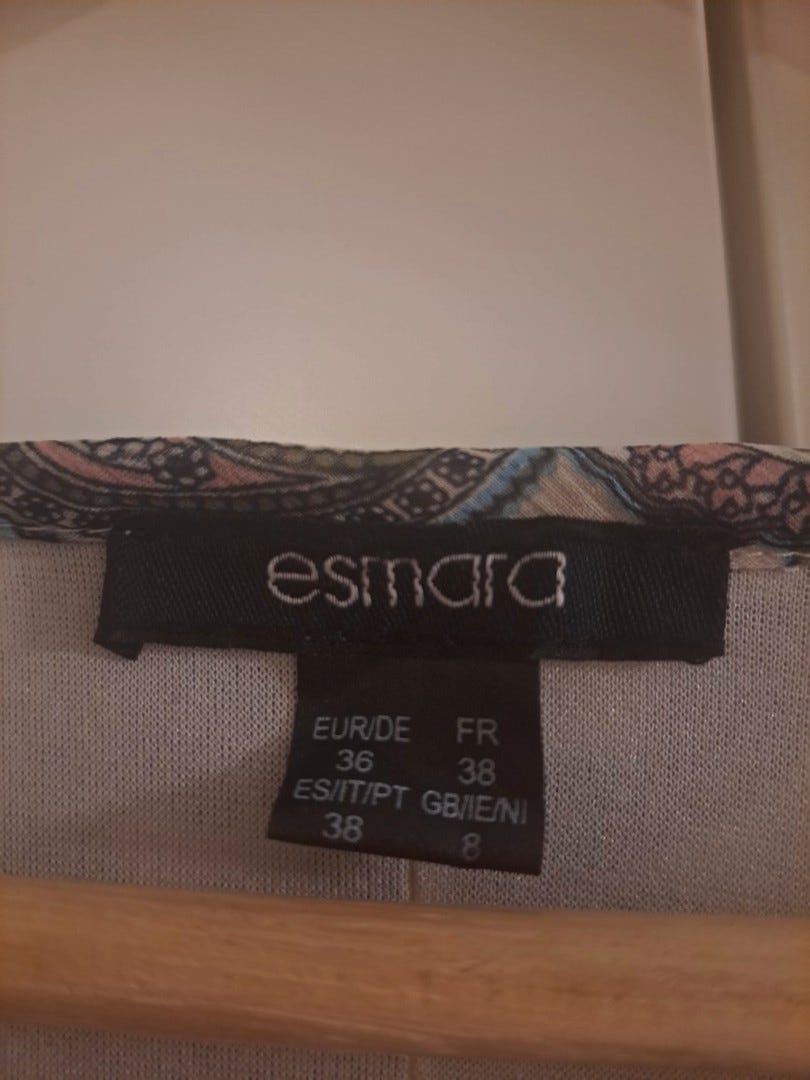 esmara
EUR/DE FR
36 38
ES/IT/PT GB/IE/NI
38 8